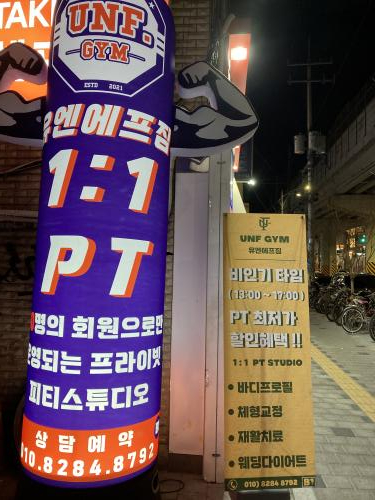 TAK
UNF.
GYM
ESTD 2021
유엔에프짐
1:1
PT
명의 회원으로만
운영되는 프라이빗
피티스튜디오
상담예약
010.8284.8792
UNF GYM
유엔에프짐
비인기 타임
(13:00 ~ 17:00)
PT 최저가
할인혜택 !!
1:1 PT STUDIO
• 바디프로필
• 체형교정
• 재활치료
• 웨딩다이어트
010) 8284 8792 B1